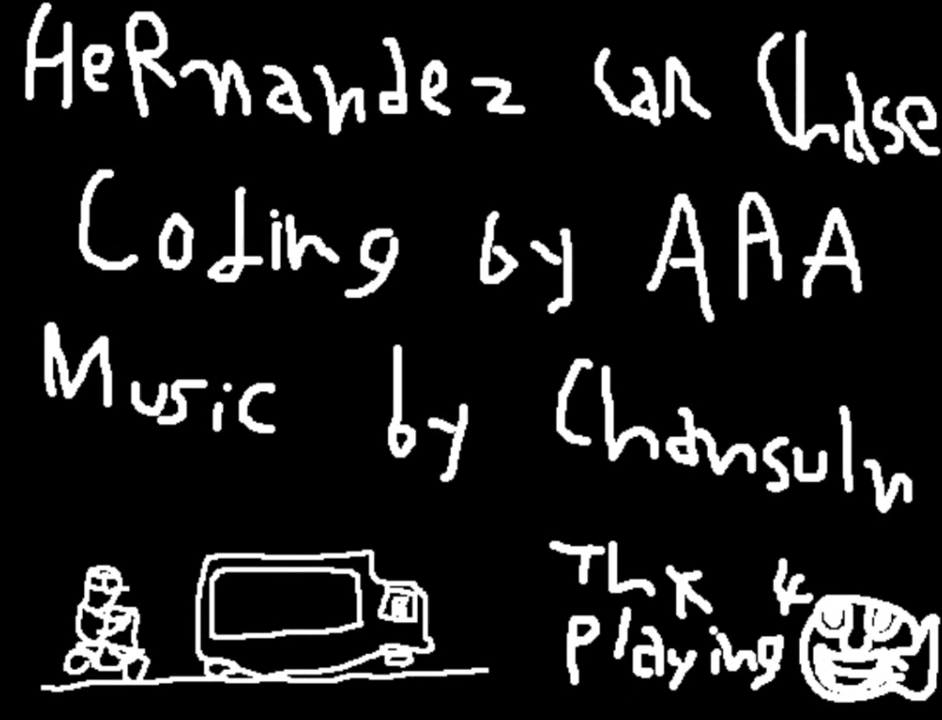 HeRnandez Car Chase
Coding by AAA
Music by Chansuln
Thx 4
Playing